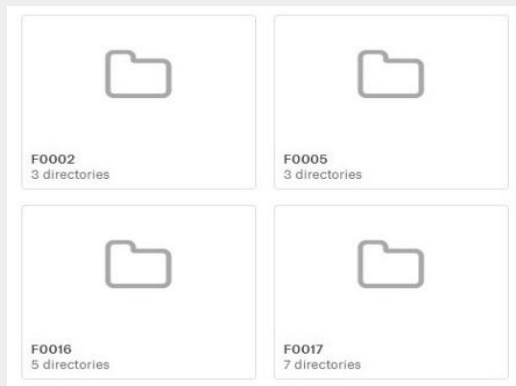 F0002
3 directories
F0005
3 directories
F0016
5 directories
F0017
7 directories